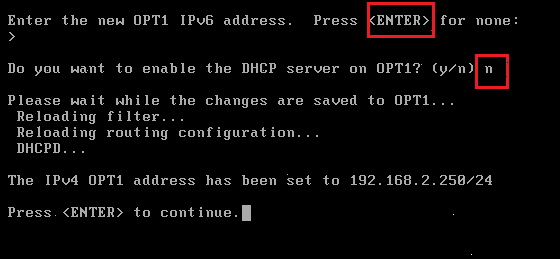 Enter the new OPT1 IPv6 address.  Press <ENTER> for none:
>
Do you want to enable the DHCP server on OPT1? (y/n) n
Please wait while the changes are saved to OPT1...
 Reloading filter...
 Reloading routing configuration...
 DHCPD...
The IPv4 OPT1 address has been set to 192.168.2.250/24
Press <ENTER> to continue.